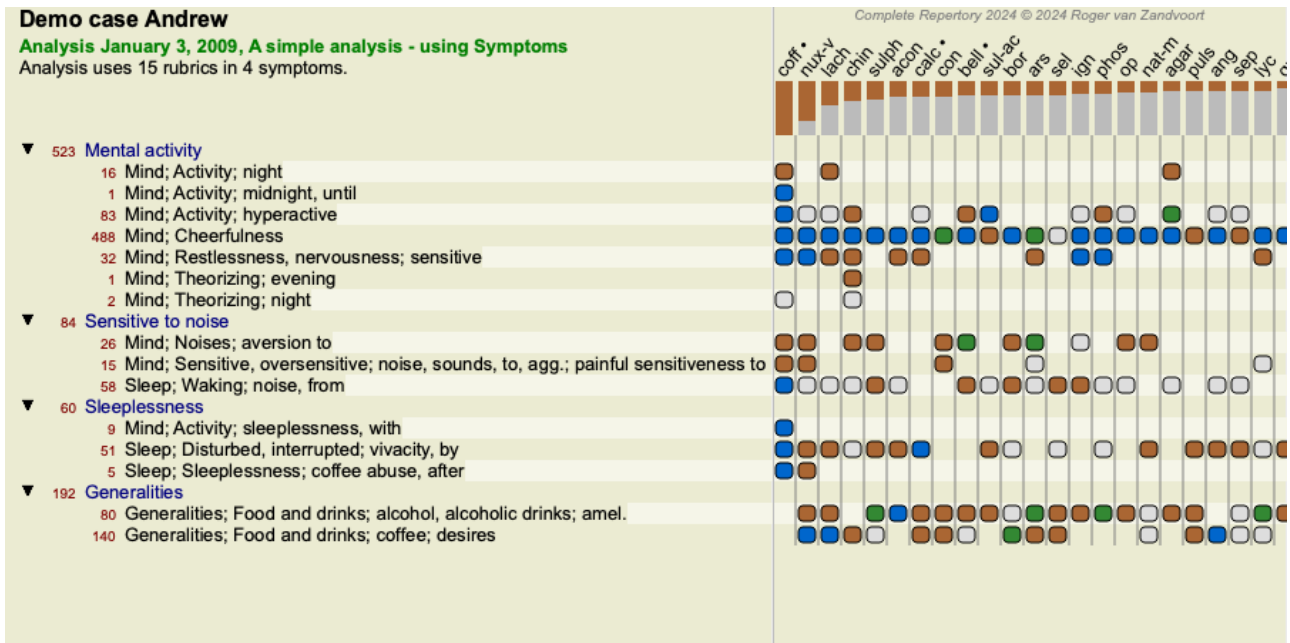 Demo case Andrew
Complete Repertory 2024 © 2024 Roger van Zandvoort
Analysis January 3, 2009, A simple analysis - using Symptoms
Analysis uses 15 rubrics in 4 symptoms.
coff • nux-v lach chin sulph acon calc • con bell • sul-ac bor ars sel ign phos op nat-m agar puls ang sep lyc
▼ 523 Mental activity
16 Mind; Activity; night
1 Mind; Activity; midnight, until
83 Mind; Activity; hyperactive
488 Mind; Cheerfulness
32 Mind; Restlessness, nervousness; sensitive
1 Mind; Theorizing; evening
2 Mind; Theorizing; night
▼ 84 Sensitive to noise
26 Mind; Noises; aversion to
15 Mind; Sensitive, oversensitive; noise, sounds, to, agg.; painful sensitiveness to
58 Sleep; Waking; noise, from
▼ 60 Sleeplessness
9 Mind; Activity; sleeplessness, with
51 Sleep; Disturbed, interrupted; vivacity, by
5 Sleep; Sleeplessness; coffee abuse, after
▼ 192 Generalities
80 Generalities; Food and drinks; alcohol, alcoholic drinks; amel.
140 Generalities; Food and drinks; coffee; desires